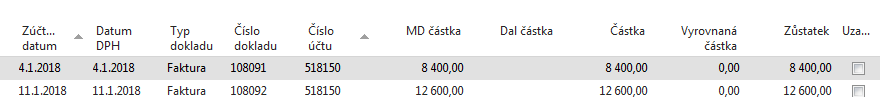 Zúčt... datum Datum DPH Typ dokladu Číslo dokladu Číslo účtu MD částka Dal částka Částka Vyrovnaná částka Zůstatek Uza...
4.1.2018 4.1.2018 Faktura 108091 518150 8 400,00 8 400,00 0,00 8 400,00
11.1.2018 11.1.2018 Faktura 108092 518150 12 600,00 12 600,00 0,00 12 600,00